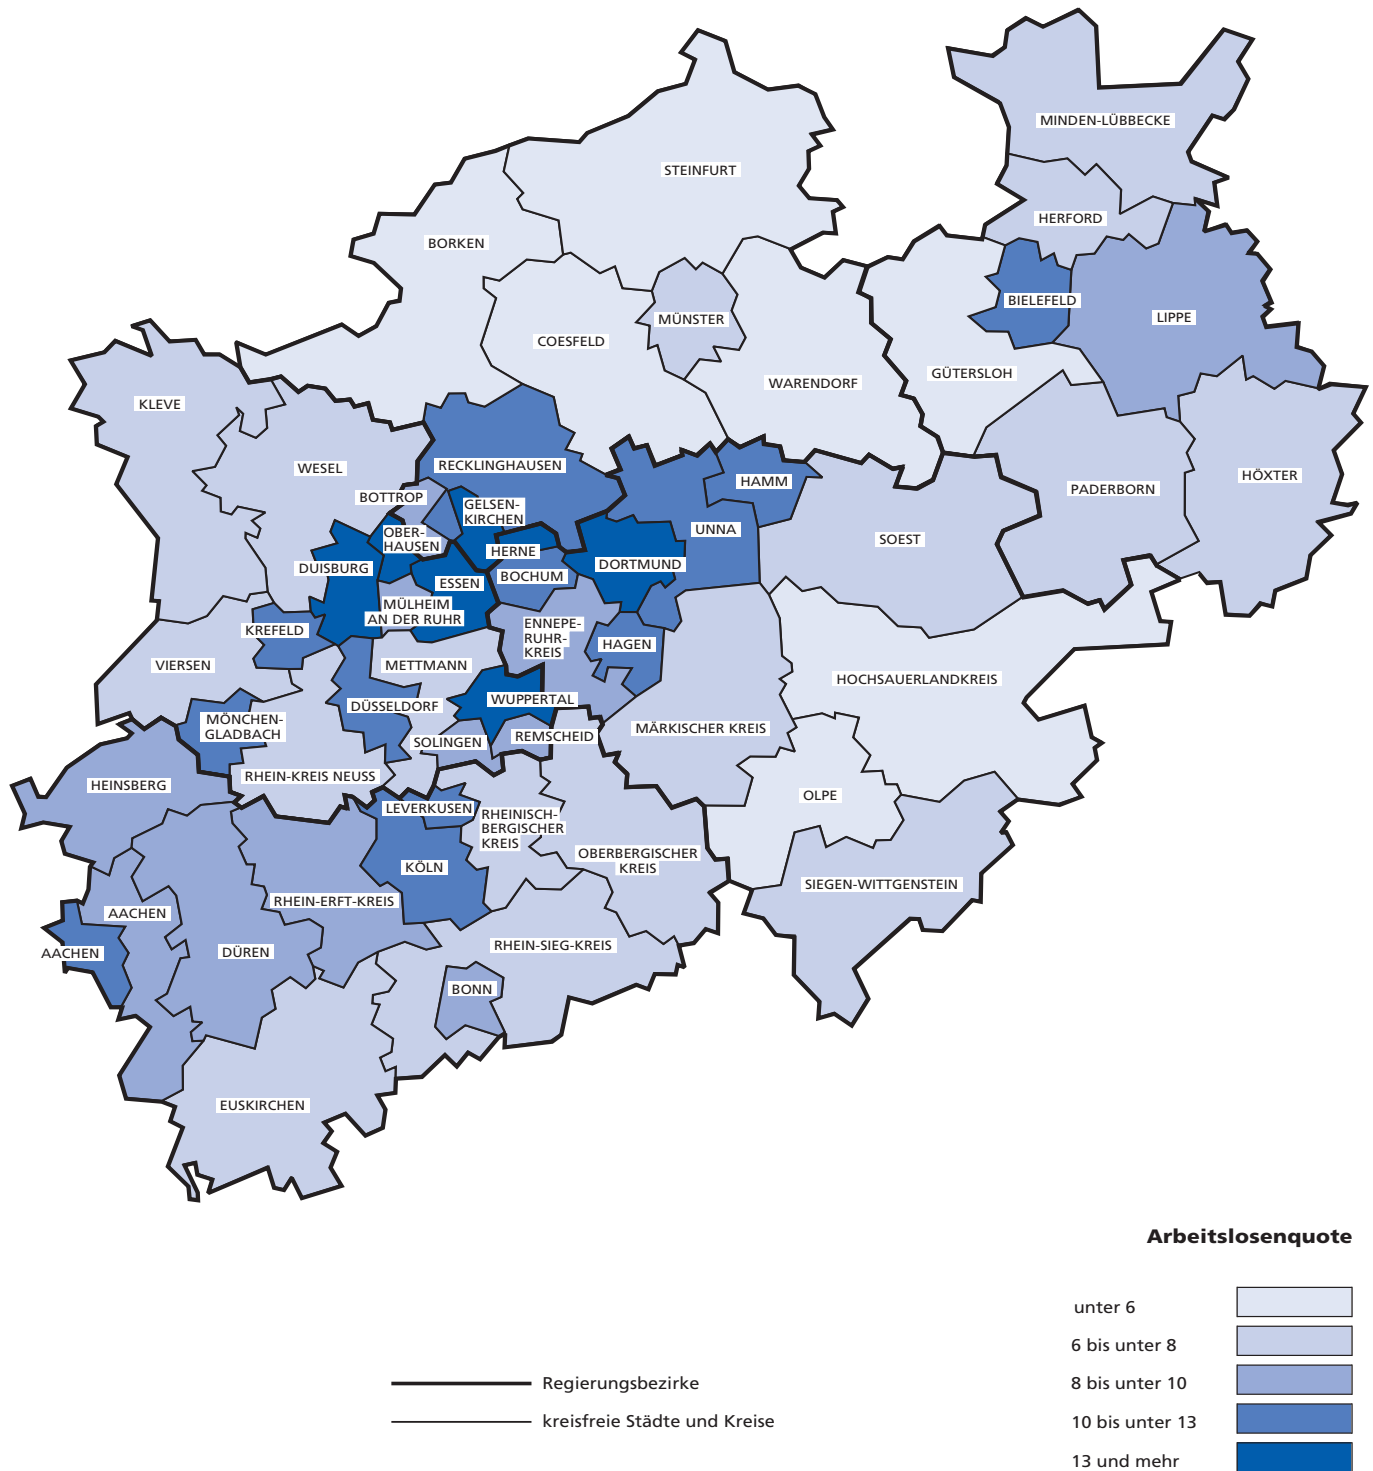 MINDEN-LÜBBECKE
STEINFURT
HERFORD
BORKEN
BIELEFELD
LIPPE
MÜNSTER
COESFELD
GÜTERSLOH
WARENDORF
KLEVE
WESEL
RECKLINGHAUSEN
HAMM
HÖXTER
PADERBORN
BOTTROP
GELSEN-
KIRCHEN
UNNA
OBER-
HAUSEN
SOEST
HERNE
DORTMUND
DUISBURG
BOCHUM
ESSEN
MÜLHEIM
AN DER RUHR
ENNEPE-
RUHR-
KREIS
KREFELD
HAGEN
VIERSEN
METTMANN
HOCHSAUERLANDKREIS
WUPPERTAL
DÜSSELDORF
MÖNCHEN-
GLADBACH
MÄRKISCHER KREIS
REMSCHEID
SOLINGEN
RHEIN-KREIS NEUSS
HEINSBERG
OLPE
LEVERKUSEN
RHEINISCH-
BERGISCHER
KREIS
OBERBERGISCHER
KREIS
KÖLN
SIEGEN-WITTGENSTEIN
RHEIN-ERFT-KREIS
AACHEN
RHEIN-SIEG-KREIS
AACHEN
DÜREN
BONN
EUSKIRCHEN
Arbeitslosenquote
unter 6
6 bis unter 8
8 bis unter 10
10 bis unter 13
13 und mehr
Regierungsbezirke
kreisfreie Städte und Kreise